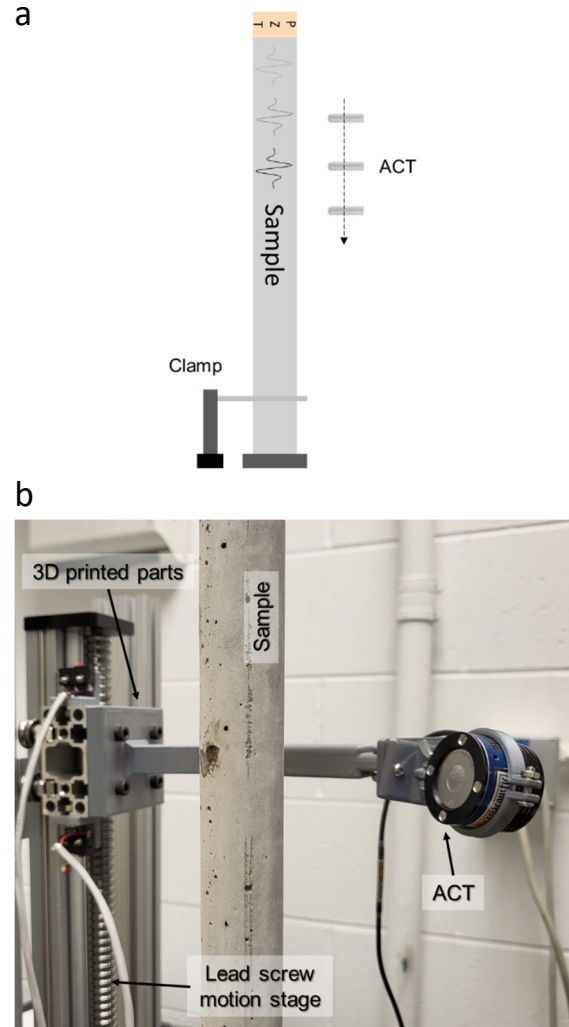 a
P
Z
T
ACT
Sample
Clamp
b
3D printed parts
Sample
ACT
Lead screw
motion stage